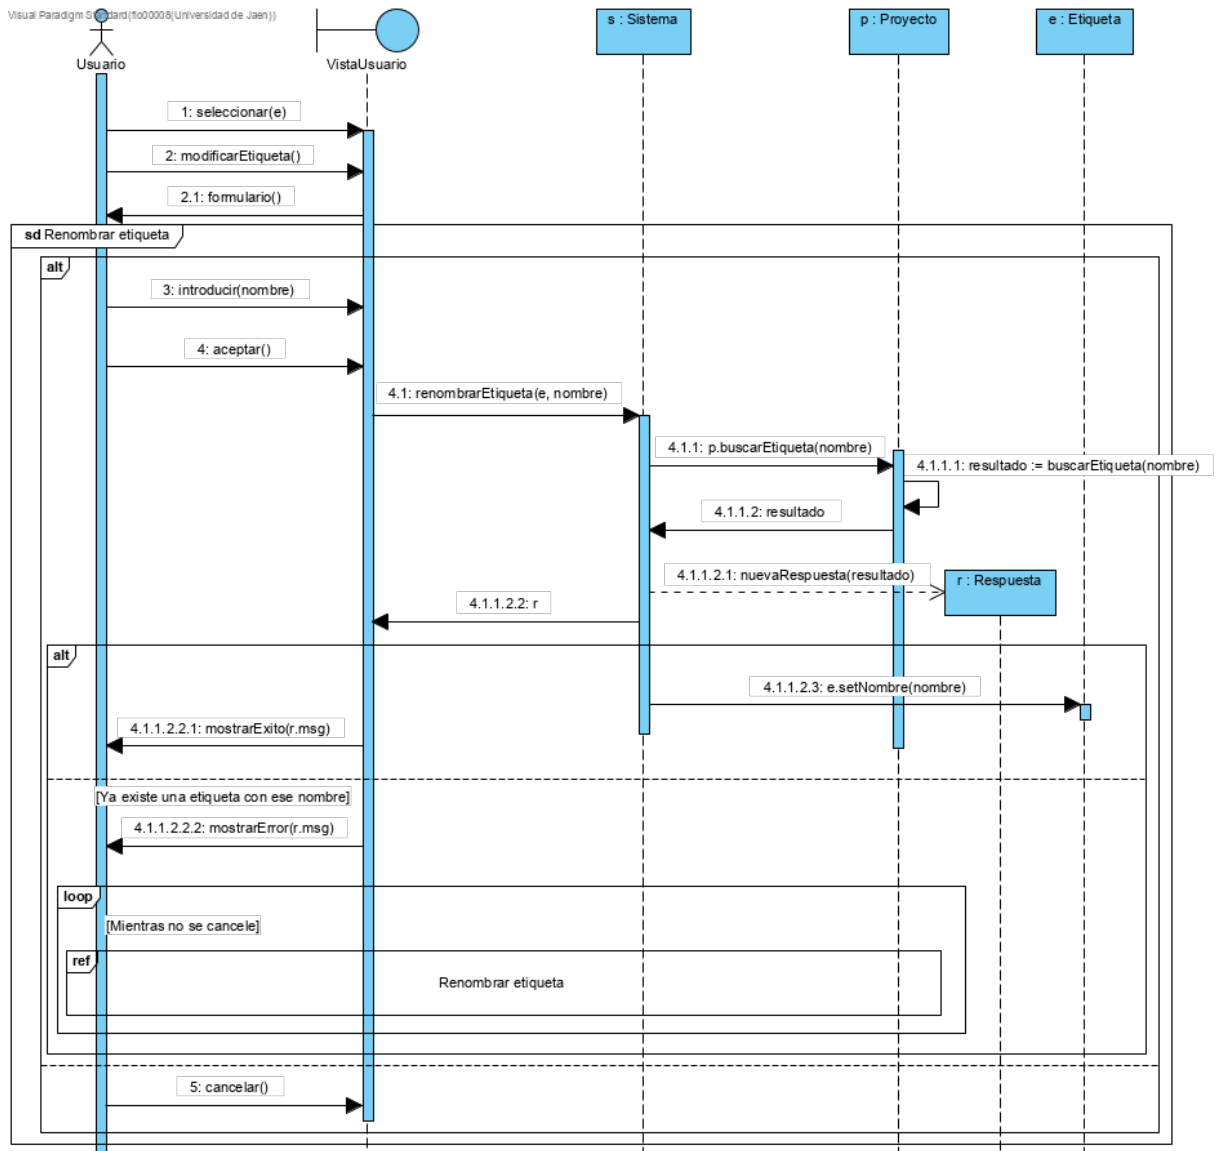 Visual Paradigm Standard(flo00008(Universidad de Jaen))
s : Sistema
p : Proyecto
e : Etiqueta
Usuario
VistaUsuario
1: seleccionar(e)
2: modificarEtiqueta()
2.1: formulario()
sd Renombrar etiqueta
alt
3: introducir(nombre)
4: aceptar()
4.1: renombrarEtiqueta(e, nombre)
4.1.1: p.buscarEtiqueta(nombre)
4.1.1.1: resultado := buscarEtiqueta(nombre)
4.1.1.2: resultado
4.1.1.2.1: nuevaRespuesta(resultado)
r : Respuesta
4.1.1.2.2: r
alt
4.1.1.2.3: e.setNombre(nombre)
4.1.1.2.2.1: mostrarExito(r.msg)
[Ya existe una etiqueta con ese nombre]
4.1.1.2.2.2: mostrarError(r.msg)
loop
[Mientras no se cancele]
ref
Renombrar etiqueta
5: cancelar()